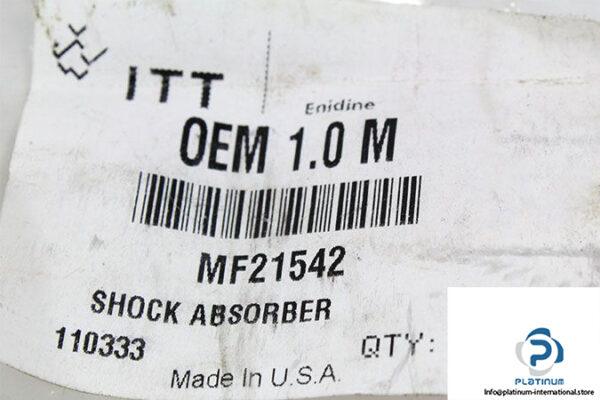 ITT
Enidine
OEM 1.0 M
MF21542
SHOCK ABSORBER
110333
QTY:
Made In U.S.A.
PLATINUM
Info@platinum-international.store